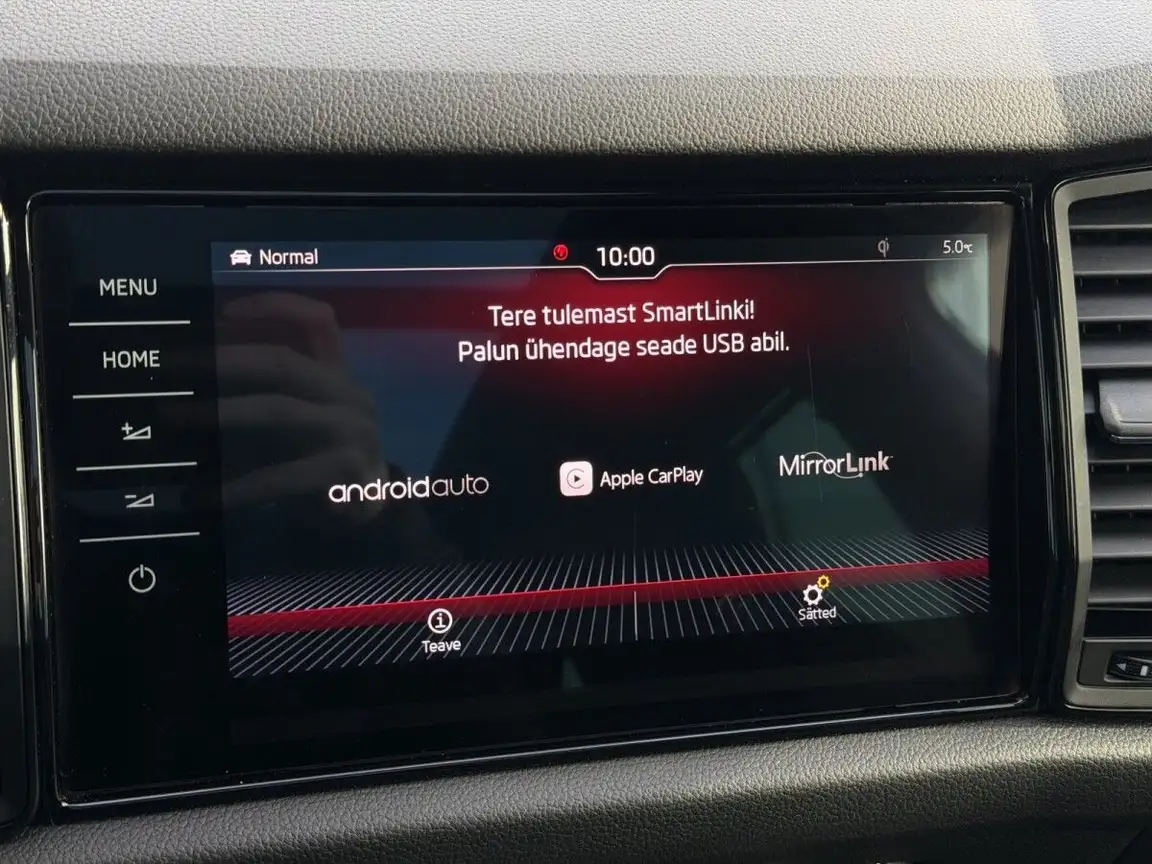 MENU
HOME
Normal
10:00
5.0°C
Tere tulemast SmartLinki!
Palun ühendage seade USB abil.
androidauto
Apple CarPlay
MirrorLink
Teave
Sätted